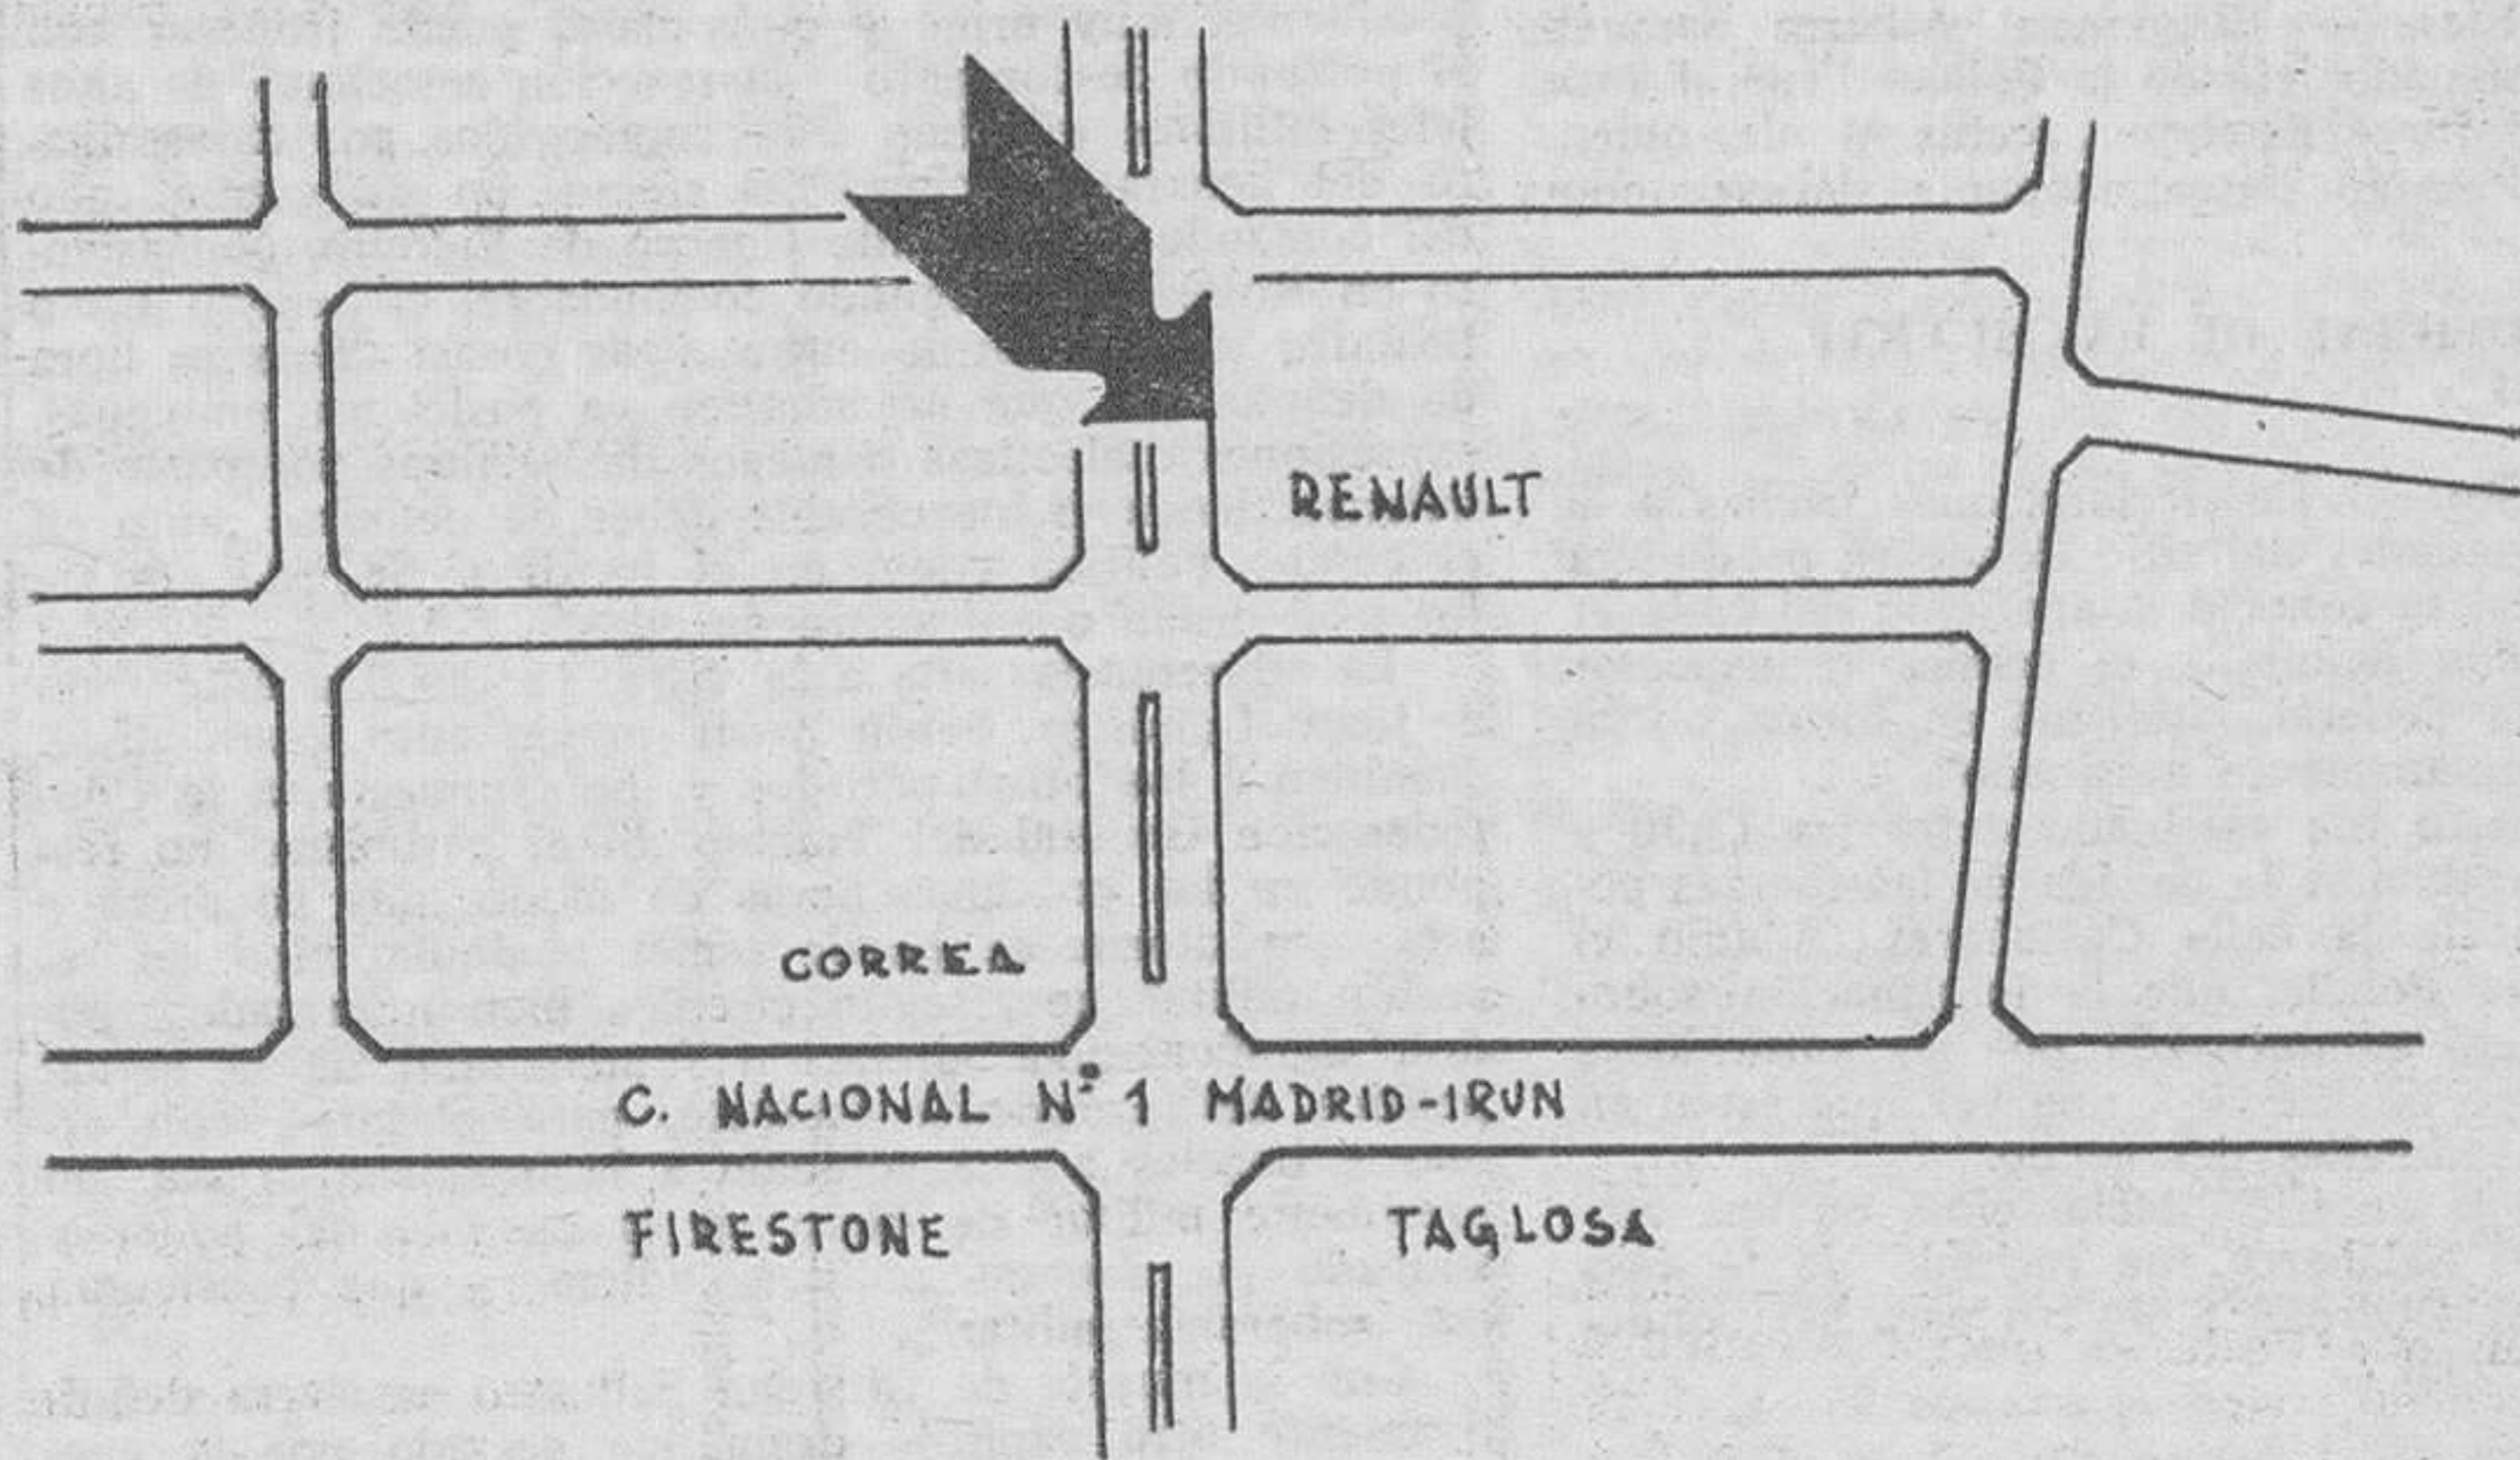 RENAULT
CORREA
C. NACIONAL Nº 1 MADRID-IRUN
FIRESTONE
TAGLOSA